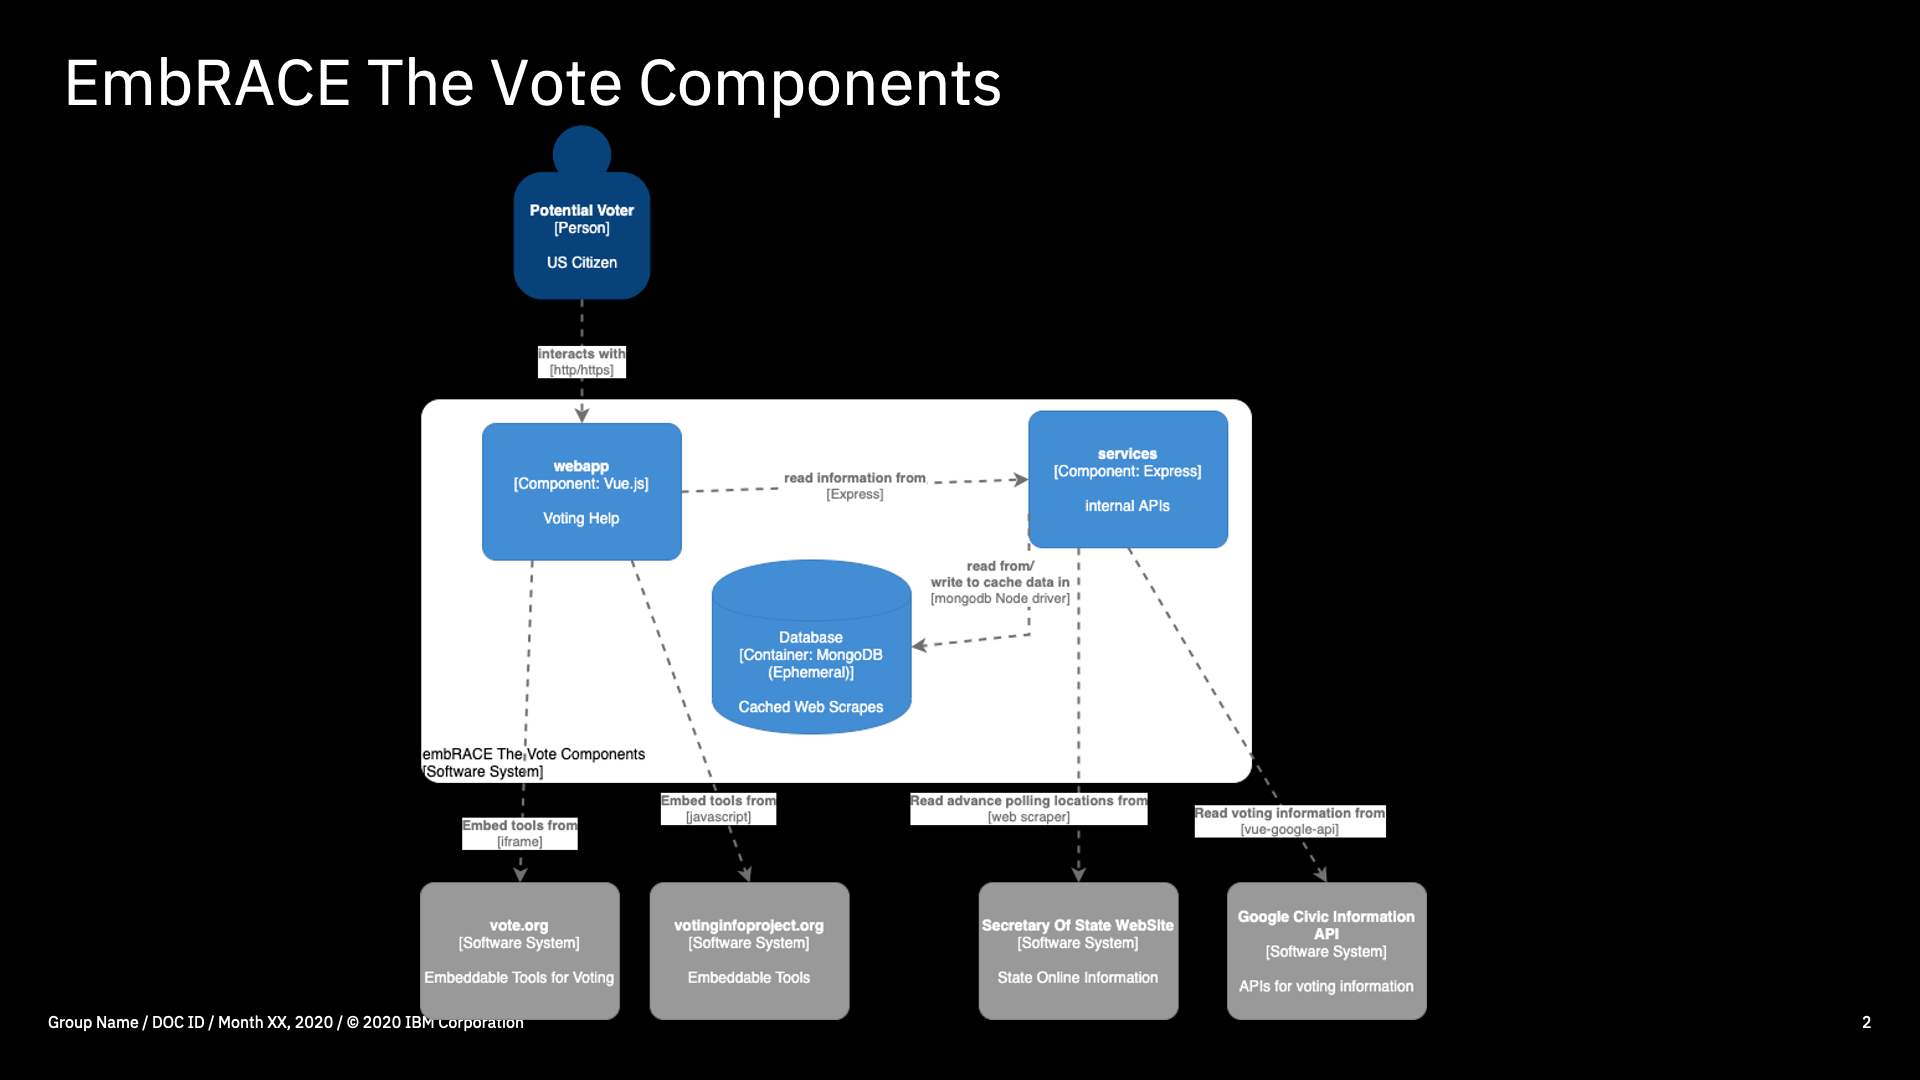 EmbRACE The Vote Components
Potential Voter
[Person]
US Citizen
interacts with
[http/https]
webapp
[Component: Vue.js]
Voting Help
read information from
[Express]
services
[Component: Express]
internal APIs
read from/
write to cache data in
[mongodb Node driver]
Database
[Container: MongoDB
(Ephemeral)]
Cached Web Scrapes
embRACE The Vote Components
[Software System]
Embed tools from
[iframe]
Embed tools from
[javascript]
Read advance polling locations from
[web scraper]
Read voting information from
[vue-google-api]
vote.org
[Software System]
Embeddable Tools for Voting
votinginfoproject.org
[Software System]
Embeddable Tools
Secretary Of State WebSite
[Software System]
State Online Information
Google Civic Information
API
[Software System]
APIs for voting information
Group Name / DOC ID / Month XX, 2020 / © 2020 IBM Corporation
2